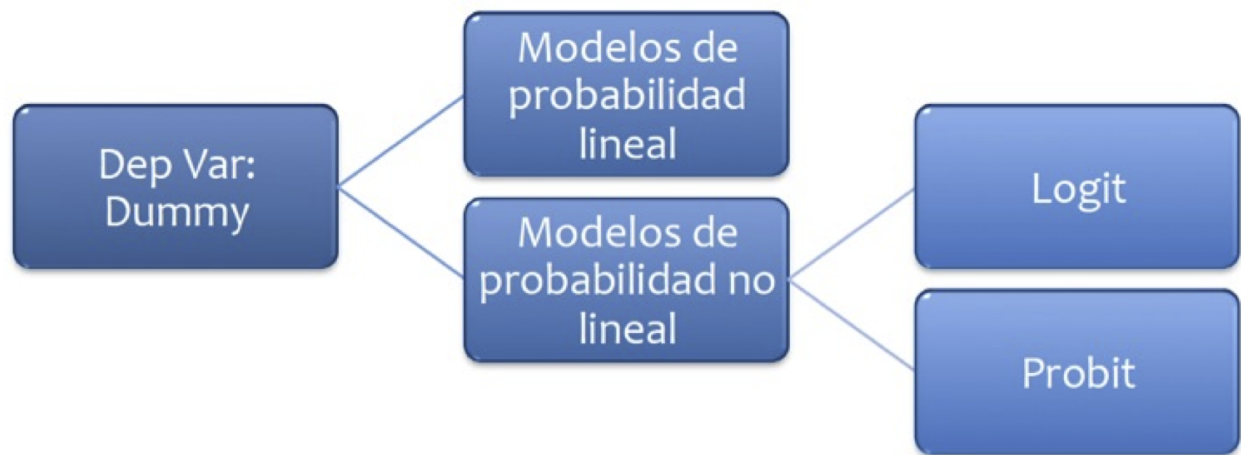 Dep Var:
Dummy
Modelos de
probabilidad
lineal
Modelos de
probabilidad no
lineal
Logit
Probit